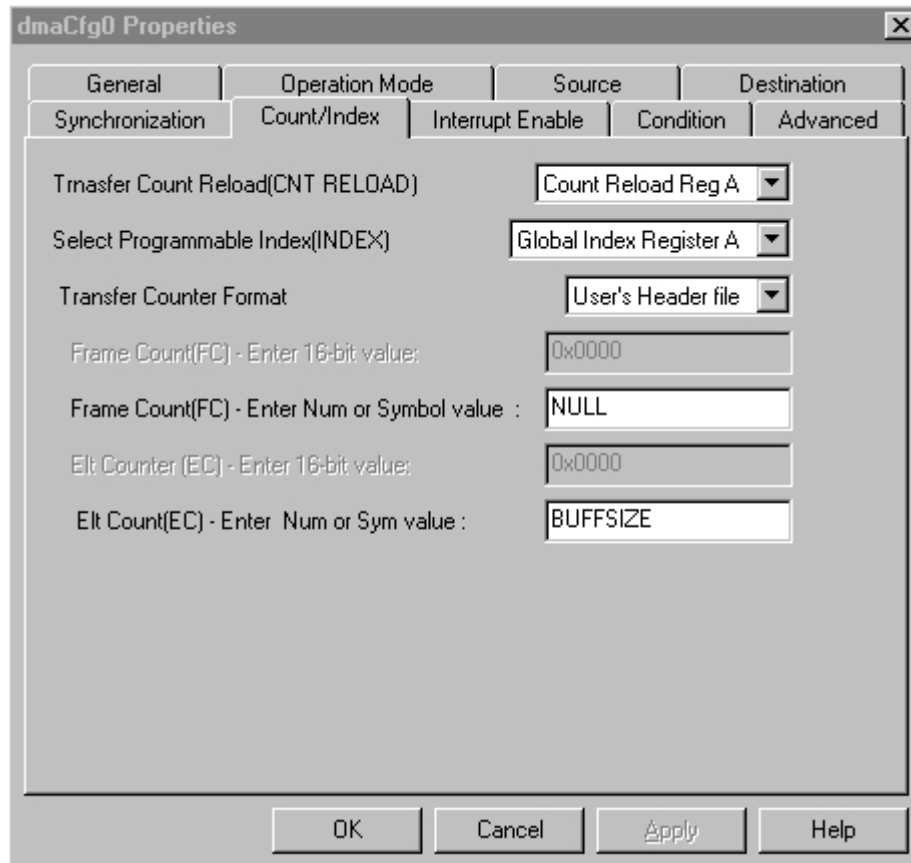 dmaCfg0 Properties
General Operation Mode Source Destination
Synchronization Count/Index Interrupt Enable Condition Advanced
Trnasfer Count Reload(CNT RELOAD) Count Reload Reg A
Select Programmable Index(INDEX) Global Index Register A
Transfer Counter Format User's Header file
Frame Count(FC) - Enter 16-bit value: 0x0000
Frame Count(FC) - Enter Num or Symbol value : NULL
Elt Counter (EC) - Enter 16-bit value: 0x0000
Elt Count(EC) - Enter Num or Sym value : BUFFSIZE
OK Cancel Apply Help